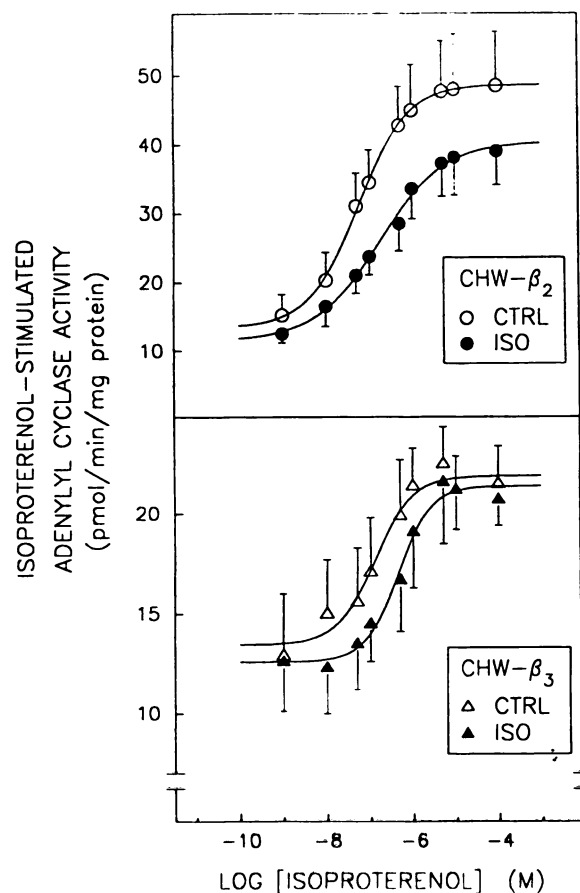 ISOPROTERENOL-STIMULATED
ADENYLYL CYCLASE ACTIVITY
(pmol/min/mg protein)
50
40
30
20
10
CHW-β2
CTRL
ISO
20
15
10
CHW-β3
CTRL
ISO
-10
-8
-6
-4
LOG [ISOPROTERENOL] (M)